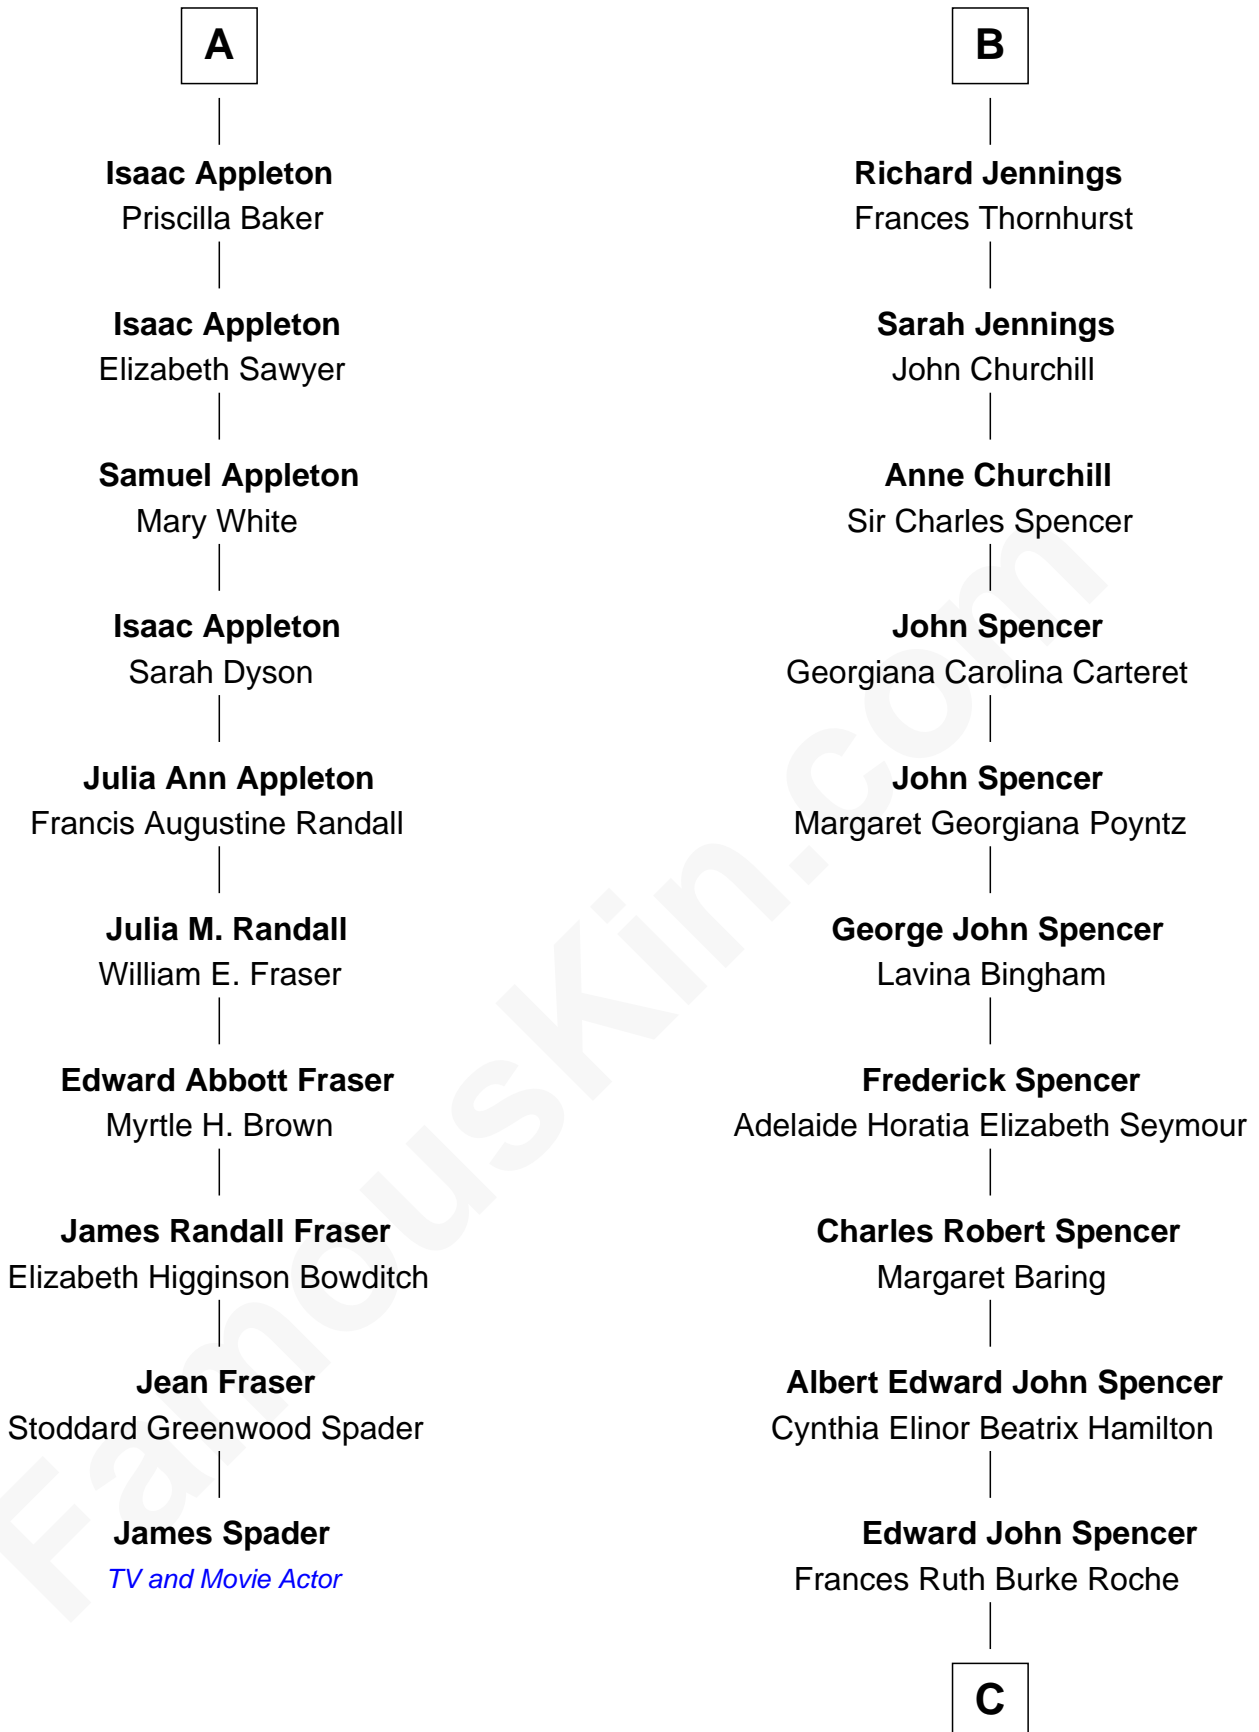 A
Isaac Appleton
Priscilla Baker
Isaac Appleton
Elizabeth Sawyer
Samuel Appleton
Mary White
Isaac Appleton
Sarah Dyson
Julia Ann Appleton
Francis Augustine Randall
Julia M. Randall
William E. Fraser
Edward Abbott Fraser
Myrtle H. Brown
James Randall Fraser
Elizabeth Higginson Bowditch
Jean Fraser
Stoddard Greenwood Spader
James Spader
TV and Movie Actor
B
Richard Jennings
Frances Thornhurst
Sarah Jennings
John Churchill
Anne Churchill
Sir Charles Spencer
John Spencer
Georgiana Carolina Carteret
John Spencer
Margaret Georgiana Poyntz
George John Spencer
Lavina Bingham
Frederick Spencer
Adelaide Horatia Elizabeth Seymour
Charles Robert Spencer
Margaret Baring
Albert Edward John Spencer
Cynthia Elinor Beatrix Hamilton
Edward John Spencer
Frances Ruth Burke Roche
C
FamousKin.com